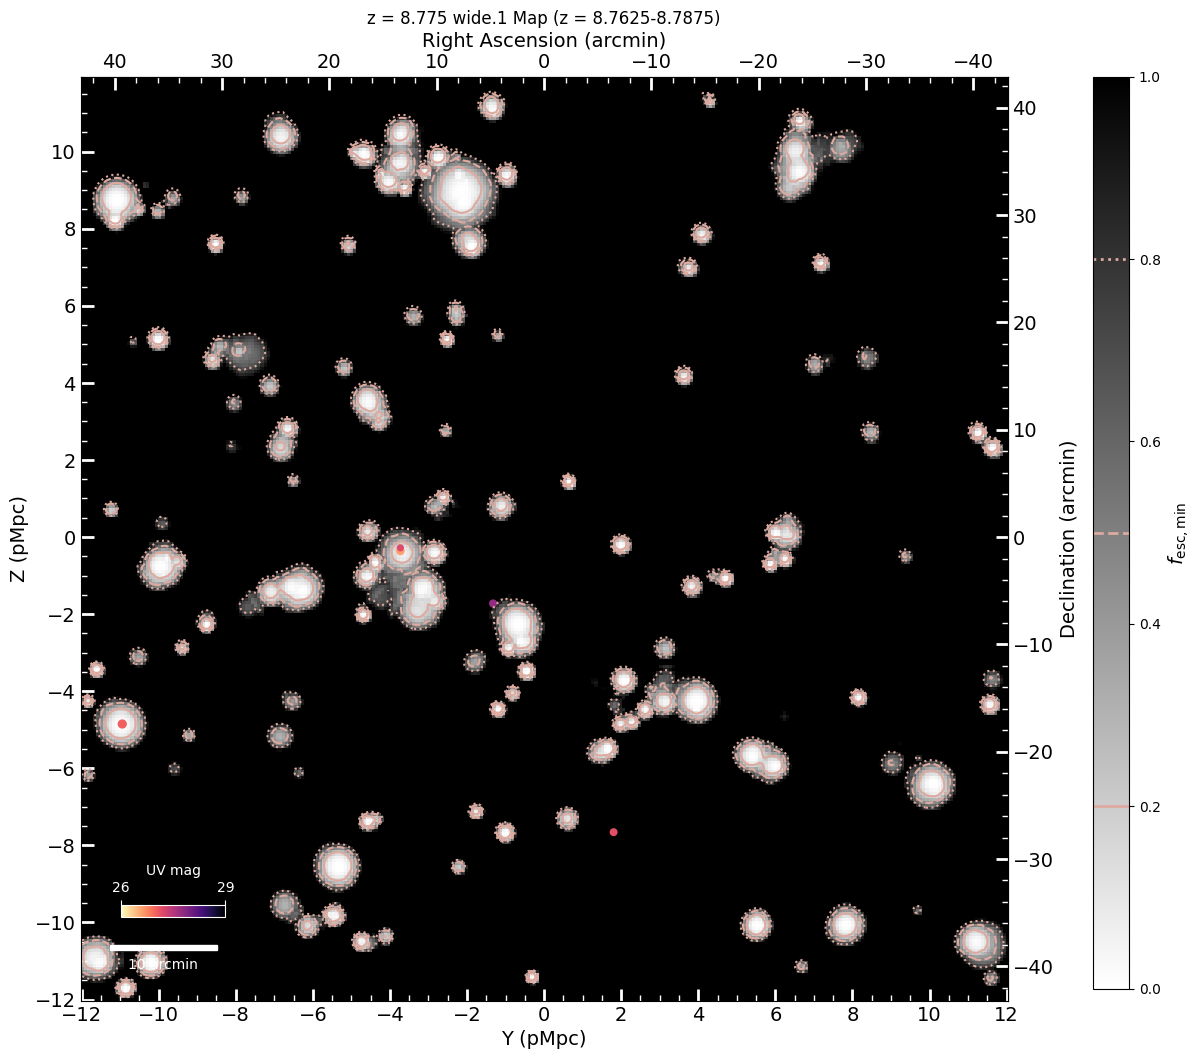 z = 8.775 wide.1 Map (z = 8.7625-8.7875)
Right Ascension (arcmin)
40 30 20 10 0 −10 −20 −30 −40
10
8
6
4
2
0
−2
−4
−6
−8
−10
−12
Z (pMpc)
40
30
20
10
0
−10
−20
−30
−40
Declination (arcmin)
1.0
0.8
0.6
0.4
0.2
0.0
fesc, min
UV mag
26 29
10 arcmin
−12 −10 −8 −6 −4 −2 0 2 4 6 8 10 12
Y (pMpc)